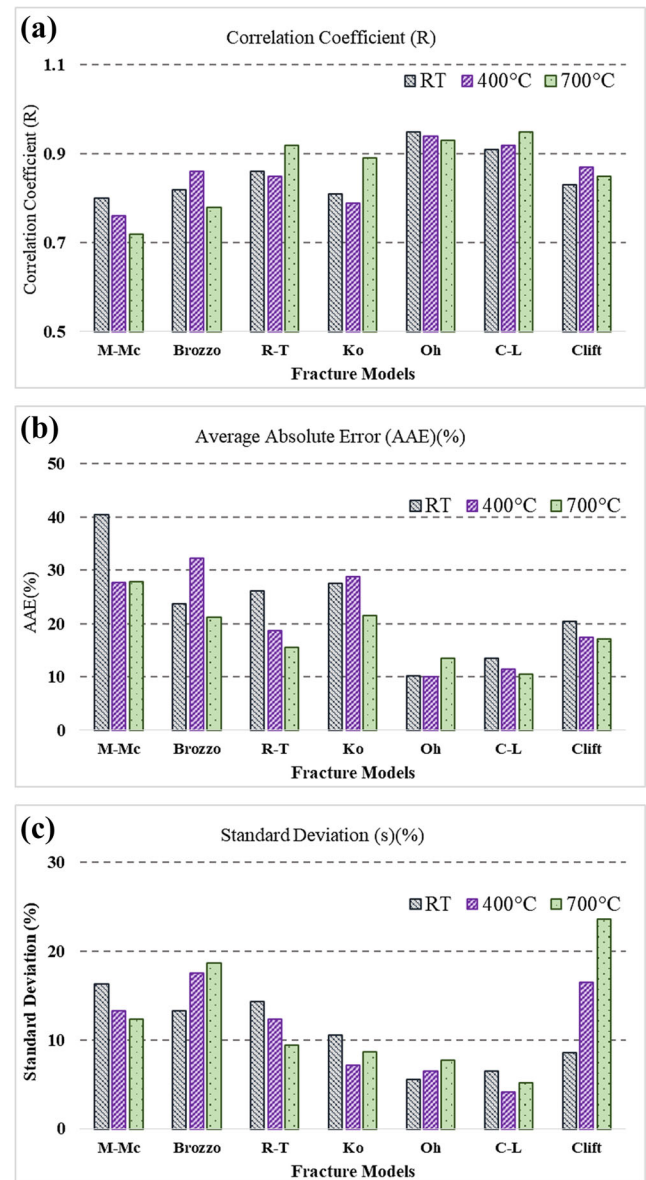 (a)
Correlation Coefficient (R)
1.1
RT 400°C 700°C
0.9
0.7
0.5
Correlation Coefficient (R)
M-Mc Brozzo R-T Ko Oh C-L Clift
Fracture Models
(b)
Average Absolute Error (AAE)(%)
50
RT 400°C 700°C
40
30
20
10
0
AAE(%)
M-Mc Brozzo R-T Ko Oh C-L Clift
Fracture Models
(c)
Standard Deviation (s)(%)
30
RT 400°C 700°C
20
10
0
Standard Deviation (%)
M-Mc Brozzo R-T Ko Oh C-L Clift
Fracture Models